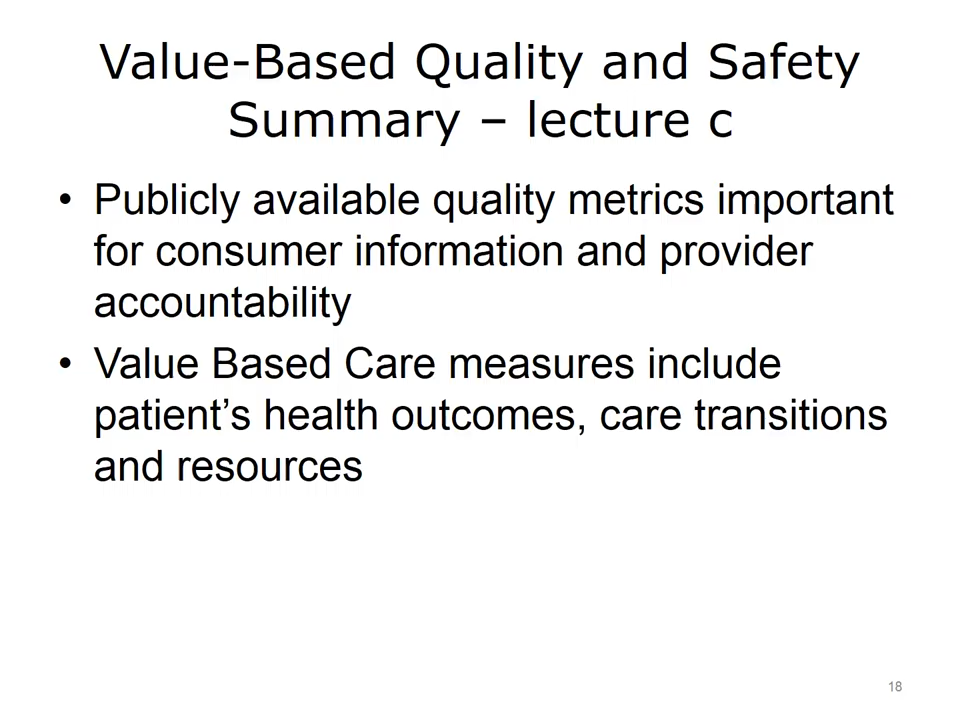 Value-Based Quality and Safety
Summary – lecture c
• Publicly available quality metrics important
for consumer information and provider
accountability
• Value Based Care measures include
patient’s health outcomes, care transitions
and resources
18